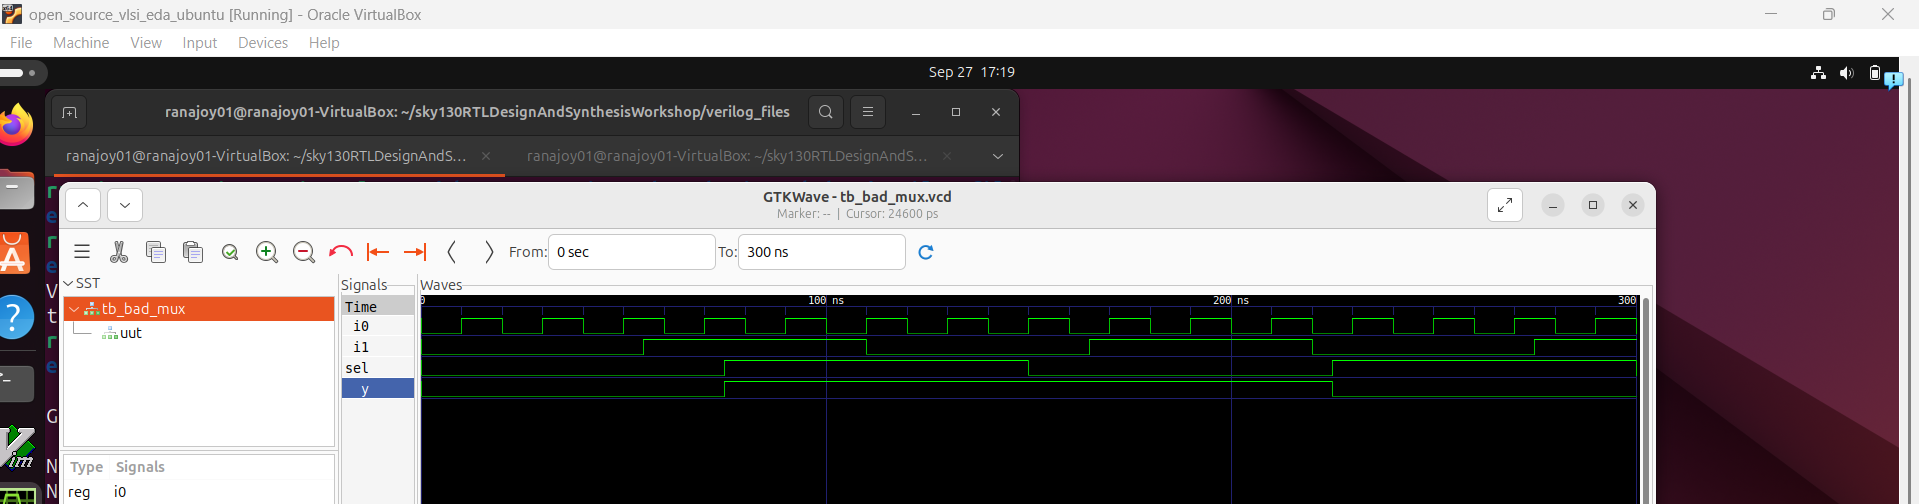 open_source_vlsi_eda_ubuntu [Running] - Oracle VirtualBox
File Machine View Input Devices Help
Sep 27 17:19
ranajoy01@ranajoy01-VirtualBox: ~/sky130RTLDesignAndSynthesisWorkshop/verilog_files
ranajoy01@ranajoy01-VirtualBox: ~/sky130RTLDesignAndS... ranajoy01@ranajoy01-VirtualBox: ~/sky130RTLDesignAndS...
GTKWave - tb_bad_mux.vcd
Marker: -- | Cursor: 24600 ps
From: 0 sec To: 300 ns
SST
Signals
Waves
tb_bad_mux
uut
Time
i0
i1
sel
y
0 100 ns 200 ns 300
Type Signals
reg i0
r
e
r
e
V
t
r
e
G
N
N